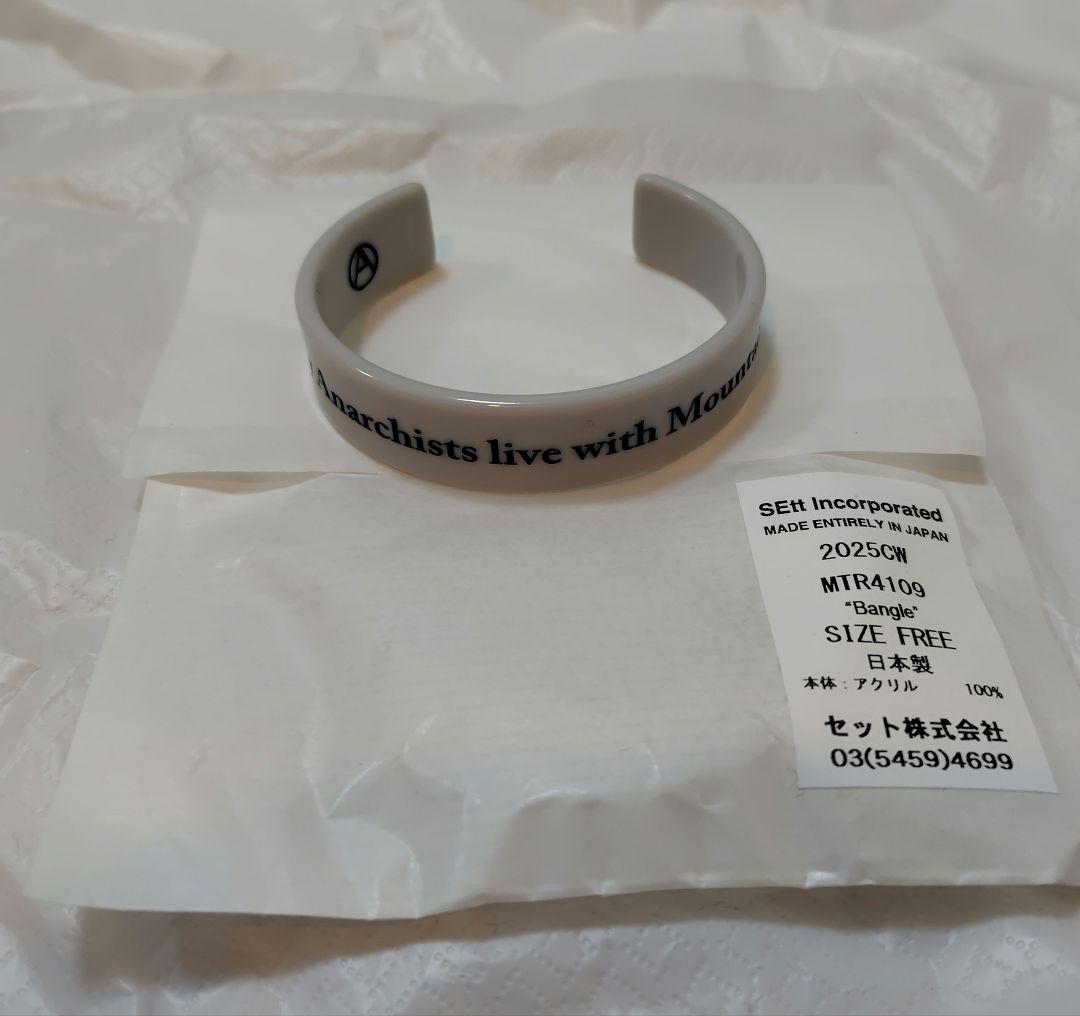 Ⓐ
Anarchists live with
SEtt Incorporated
MADE ENTIRELY IN JAPAN
2025CW
MTR4109
“Bangle”
SIZE FREE
日本製
本体：アクリル 100%
セット株式会社
03(5459)4699